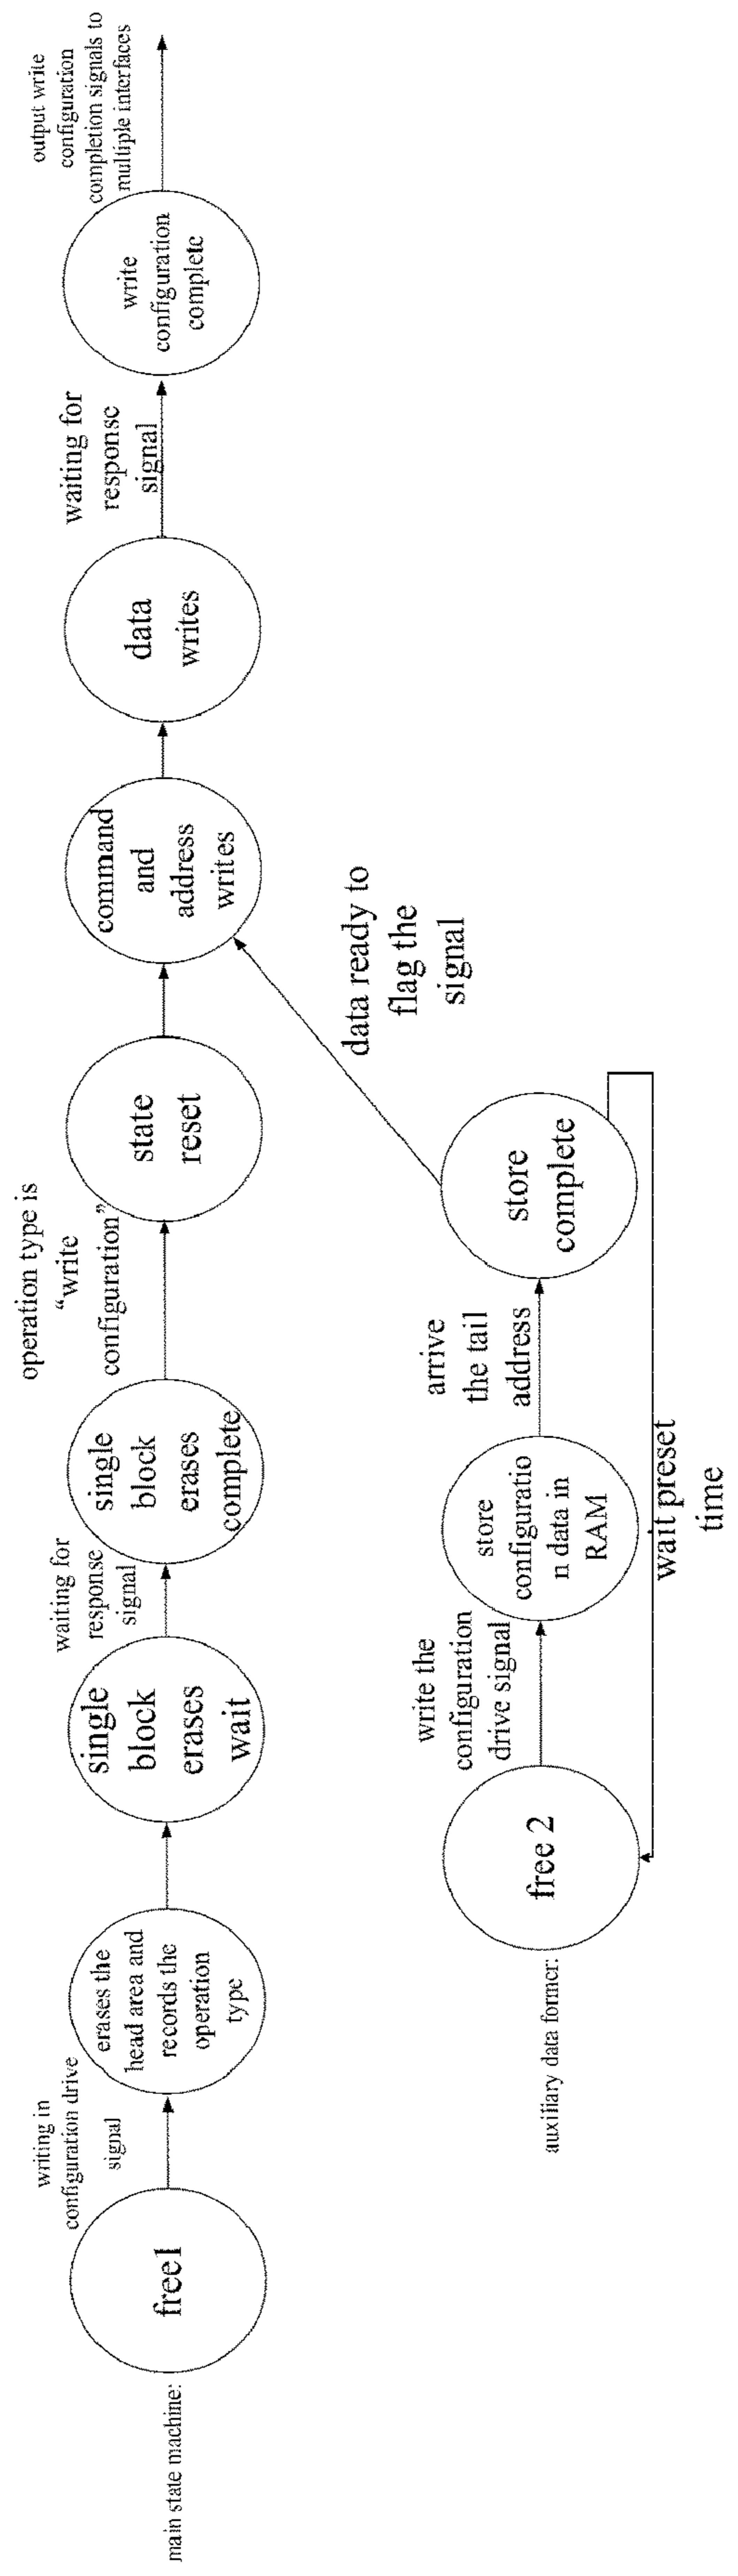 main state machine:
free1
writing in
configuration drive
signal
erases the
head area and
records the
operation
type
single
block
erases
wait
waiting for
response
signal
single
block
erases
complete
operation type is
“write
configuration”
state
reset
command
and
address
writes
data
writes
waiting for
response
signal
write
configuration
complete
output write
configuration
completion signals to
multiple interfaces
auxiliary data former:
free 2
write the
configuration
drive signal
store
configuratio
n data in
RAM
arrive
the tail
address
store
complete
data ready to
flag the
signal
wait preset
time